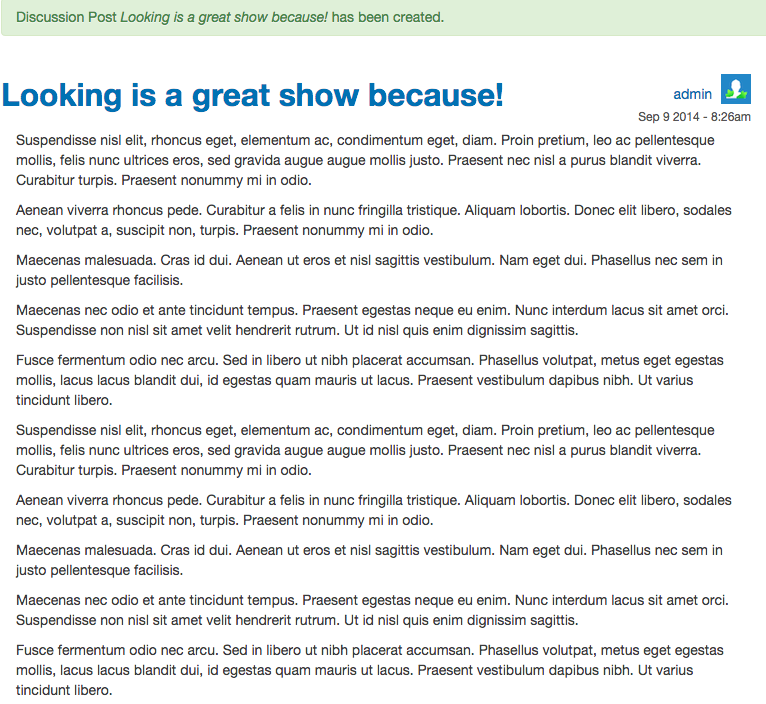 Discussion Post Looking is a great show because! has been created.
Looking is a great show because!
admin
Sep 9 2014 - 8:26am
Suspendisse nisl elit, rhoncus eget, elementum ac, condimentum eget, diam. Proin pretium, leo ac pellentesque
mollis, felis nunc ultrices eros, sed gravida augue augue mollis justo. Praesent nec nisl a purus blandit viverra.
Curabitur turpis. Praesent nonummy mi in odio.
Aenean viverra rhoncus pede. Curabitur a felis in nunc fringilla tristique. Aliquam lobortis. Donec elit libero, sodales
nec, volutpat a, suscipit non, turpis. Praesent nonummy mi in odio.
Maecenas malesuada. Cras id dui. Aenean ut eros et nisl sagittis vestibulum. Nam eget dui. Phasellus nec sem in
justo pellentesque facilisis.
Maecenas nec odio et ante tincidunt tempus. Praesent egestas neque eu enim. Nunc interdum lacus sit amet orci.
Suspendisse non nisl sit amet velit hendrerit rutrum. Ut id nisl quis enim dignissim sagittis.
Fusce fermentum odio nec arcu. Sed in libero ut nibh placerat accumsan. Phasellus volutpat, metus eget egestas
mollis, lacus lacus blandit dui, id egestas quam mauris ut lacus. Praesent vestibulum dapibus nibh. Ut varius
tincidunt libero.
Suspendisse nisl elit, rhoncus eget, elementum ac, condimentum eget, diam. Proin pretium, leo ac pellentesque
mollis, felis nunc ultrices eros, sed gravida augue augue mollis justo. Praesent nec nisl a purus blandit viverra.
Curabitur turpis. Praesent nonummy mi in odio.
Aenean viverra rhoncus pede. Curabitur a felis in nunc fringilla tristique. Aliquam lobortis. Donec elit libero, sodales
nec, volutpat a, suscipit non, turpis. Praesent nonummy mi in odio.
Maecenas malesuada. Cras id dui. Aenean ut eros et nisl sagittis vestibulum. Nam eget dui. Phasellus nec sem in
justo pellentesque facilisis.
Maecenas nec odio et ante tincidunt tempus. Praesent egestas neque eu enim. Nunc interdum lacus sit amet orci.
Suspendisse non nisl sit amet velit hendrerit rutrum. Ut id nisl quis enim dignissim sagittis.
Fusce fermentum odio nec arcu. Sed in libero ut nibh placerat accumsan. Phasellus volutpat, metus eget egestas
mollis, lacus lacus blandit dui, id egestas quam mauris ut lacus. Praesent vestibulum dapibus nibh. Ut varius
tincidunt libero.